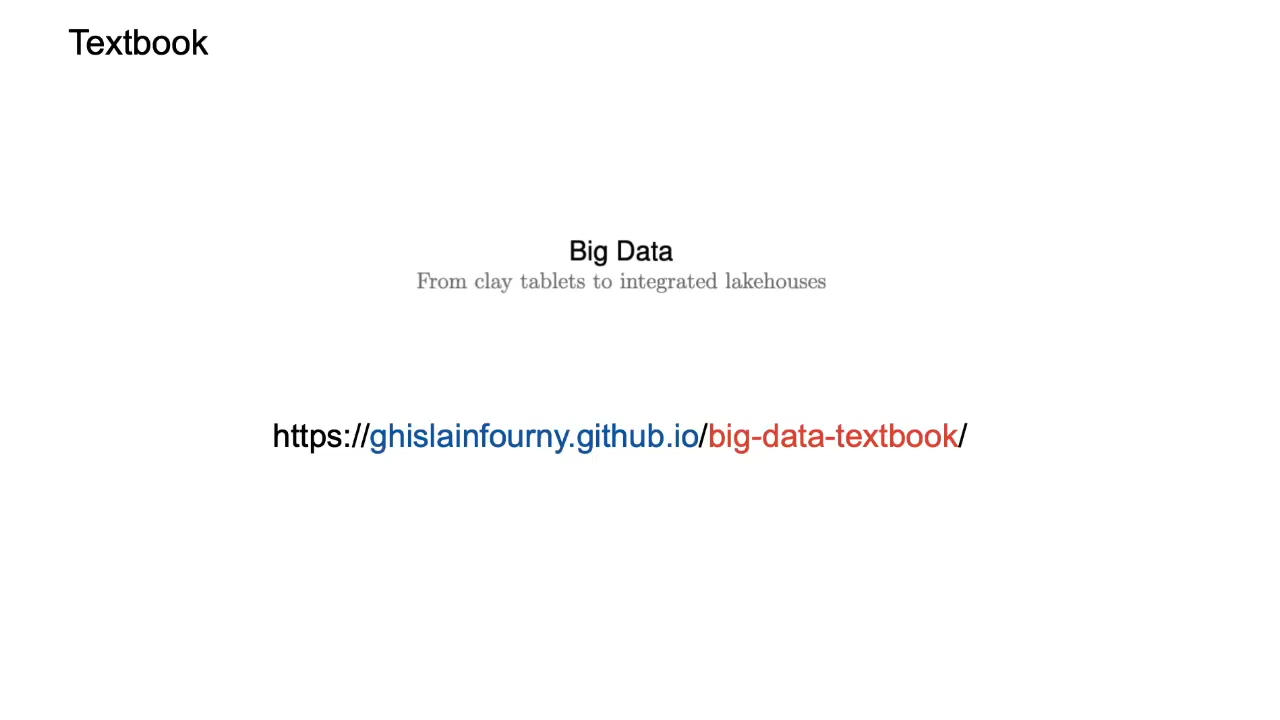 Textbook
Big Data
From clay tablets to integrated lakehouses
https://ghislainfourny.github.io/big-data-textbook/